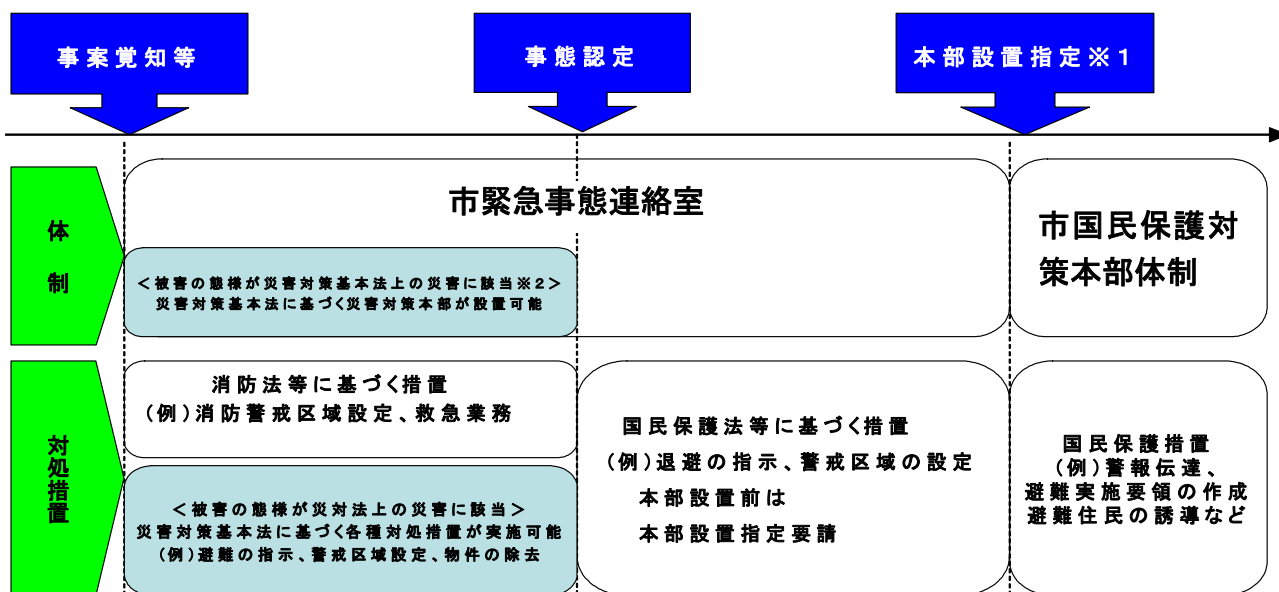 事案覚知等
事態認定
本部設置指定※1
体制
市緊急事態連絡室
<被害の態様が災害対策基本法上の災害に該当※2>
災害対策基本法に基づく災害対策本部が設置可能
市国民保護対
策本部体制
対処措置
消防法等に基づく措置
(例)消防警戒区域設定、救急業務
<被害の態様が災対法上の災害に該当>
災害対策基本法に基づく各種対処措置が実施可能
(例)避難の指示、警戒区域設定、物件の除去
国民保護法等に基づく措置
(例)退避の指示、警戒区域の設定
本部設置前は
本部設置指定要請
国民保護措置
(例)警報伝達、
避難実施要領の作成
避難住民の誘導など